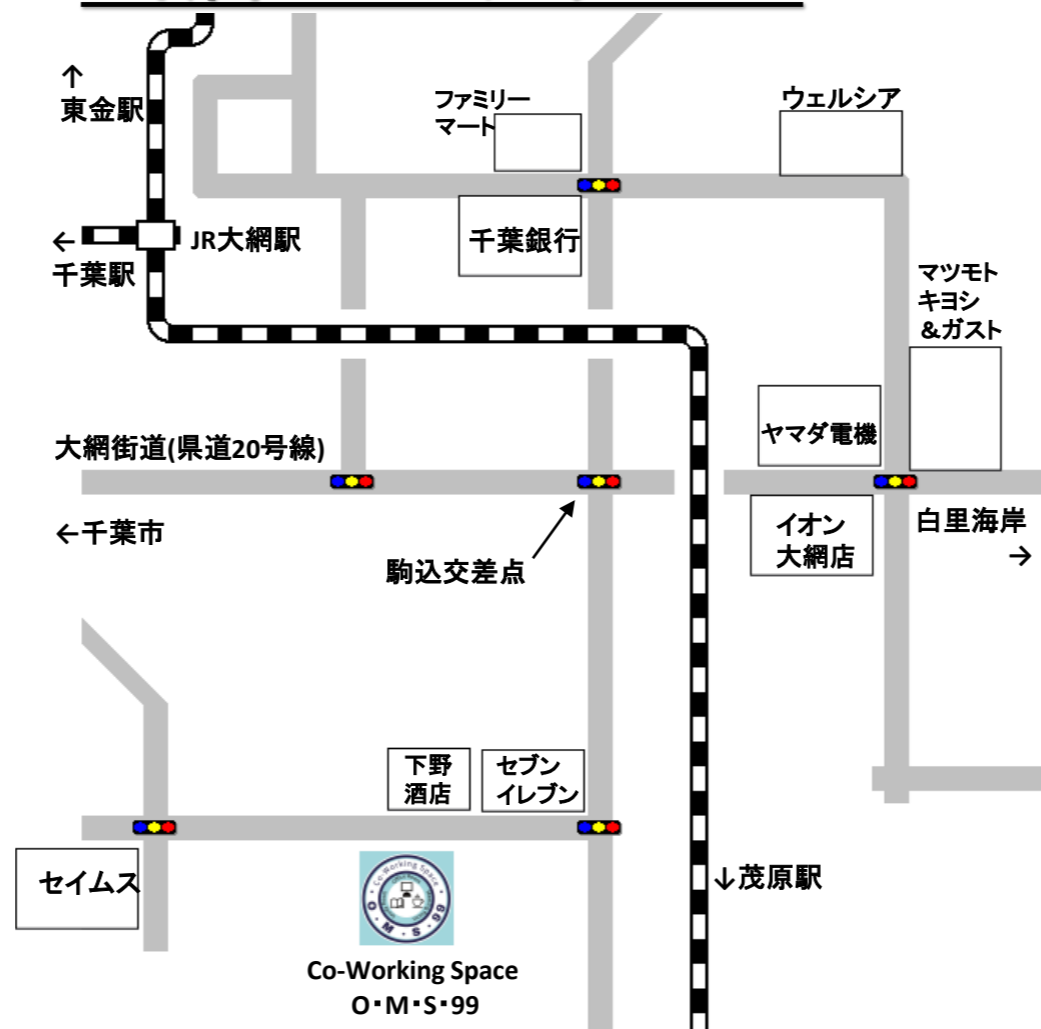 ↑
東金駅
ファミリー
マート
ウェルシア
←
千葉駅
JR大網駅
千葉銀行
マツモト
キヨシ
&ガスト
ヤマダ電機
大網街道(県道20号線)
←千葉市
駒込交差点
イオン
大網店
白里海岸
→
下野
酒店
セブン
イレブン
セイムス
↓茂原駅
Co-Working Space
O・M・S・99
Co-Working Space
O・M・S・99